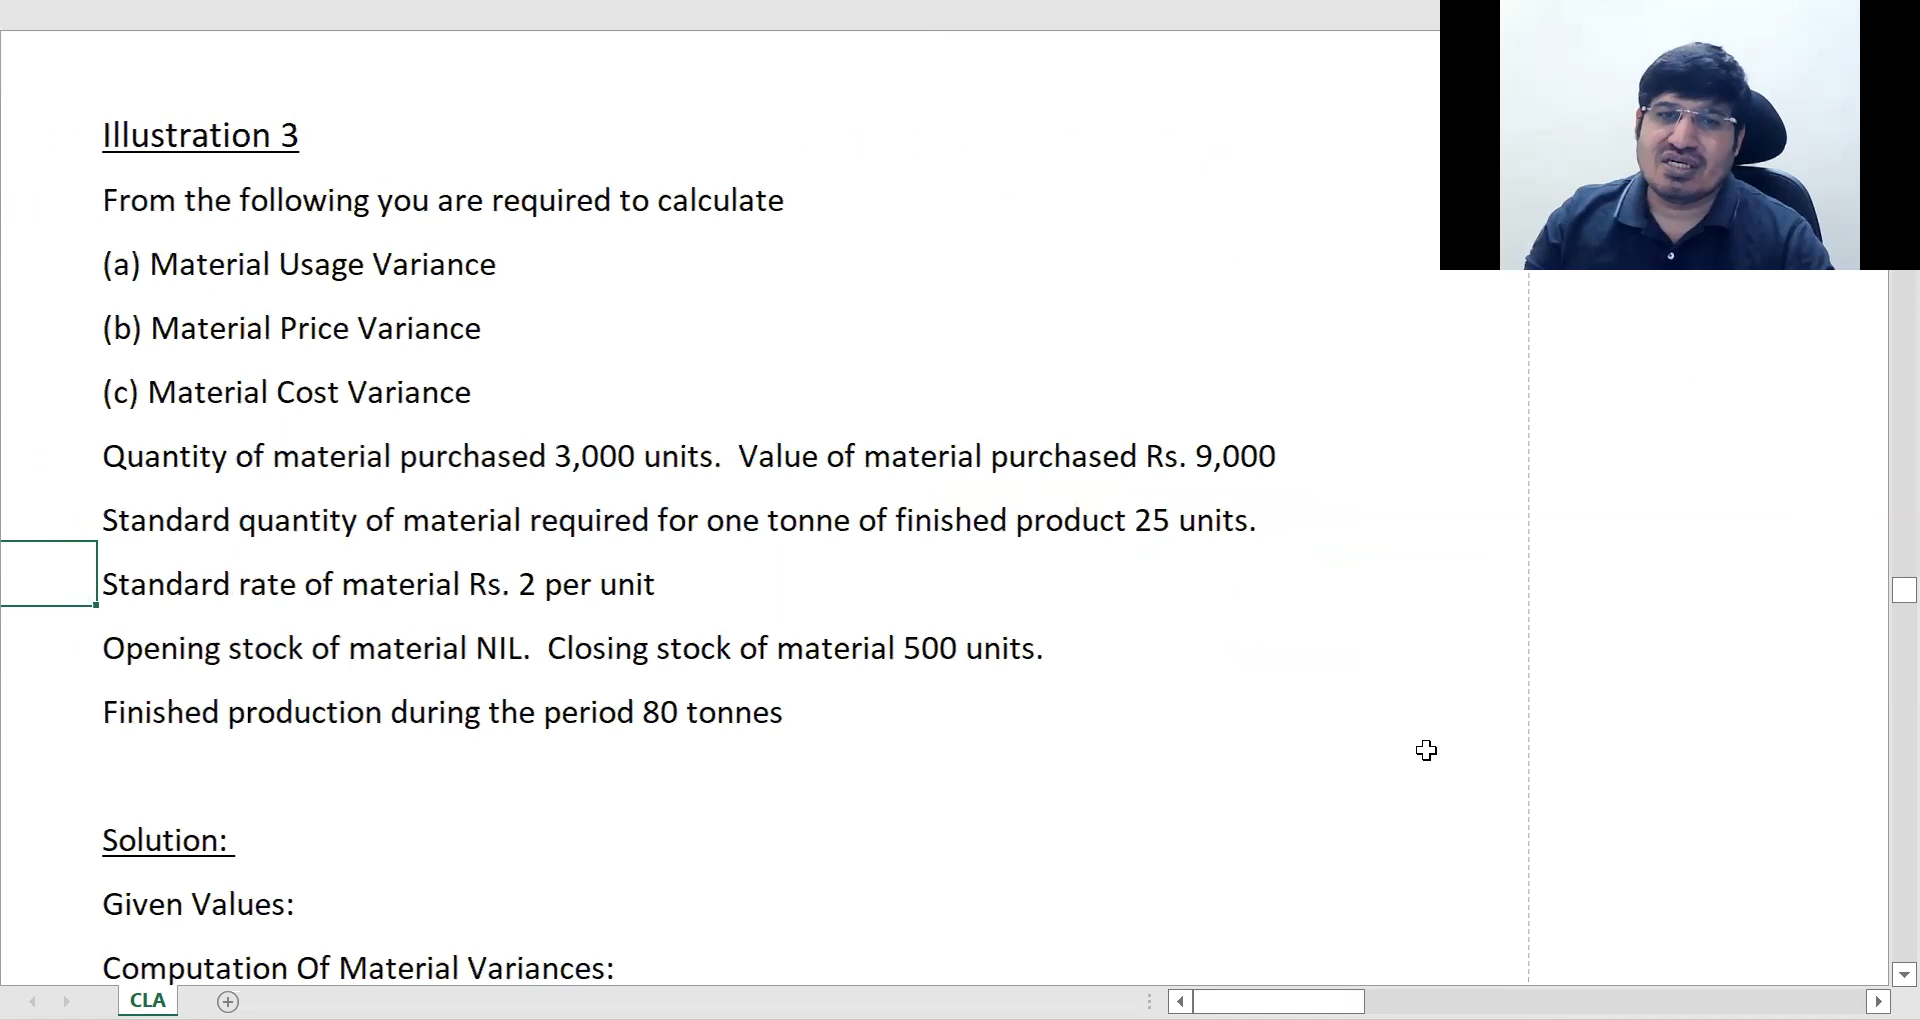 Illustration 3
From the following you are required to calculate
(a) Material Usage Variance
(b) Material Price Variance
(c) Material Cost Variance
Quantity of material purchased 3,000 units.  Value of material purchased Rs. 9,000
Standard quantity of material required for one tonne of finished product 25 units.
Standard rate of material Rs. 2 per unit
Opening stock of material NIL.  Closing stock of material 500 units.
Finished production during the period 80 tonnes
Solution:
Given Values:
Computation Of Material Variances:
CLA